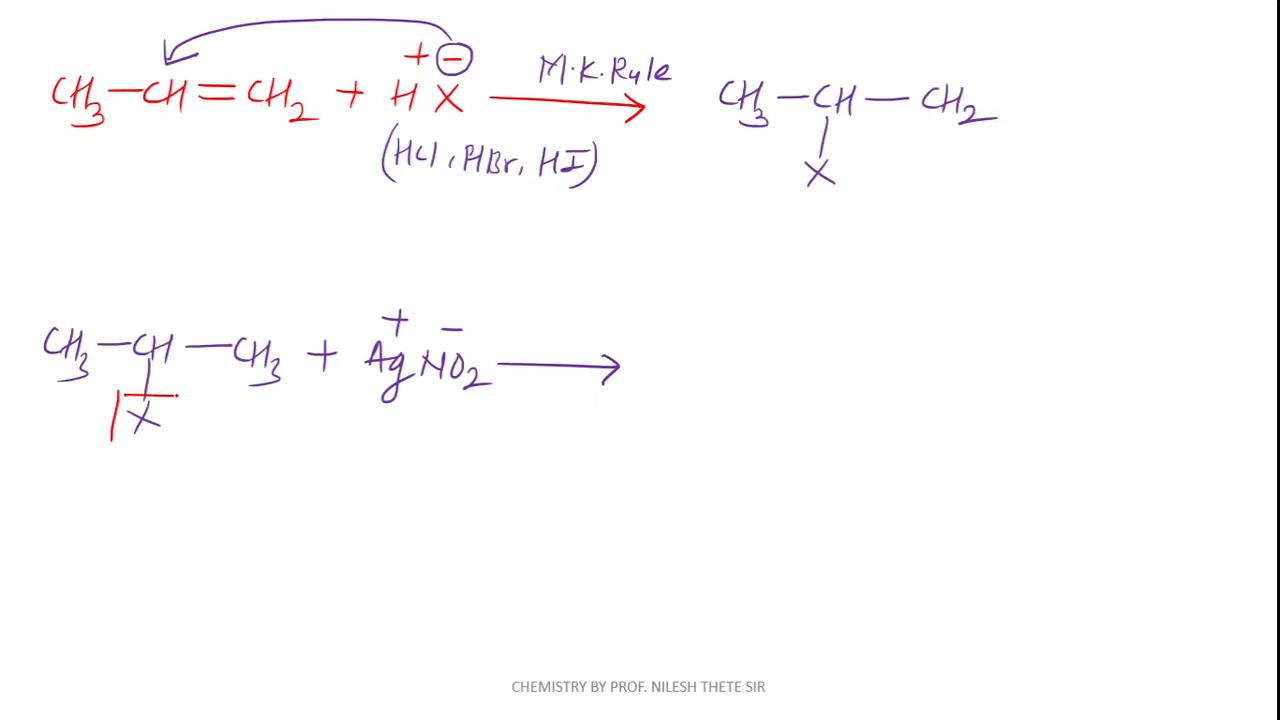 + −
CH3 − CH = CH2 + H X ⟶ CH3 − CH − CH2
M.K. Rule
(HCl, HBr, HI)
|
X
+ −
CH3 − CH − CH3 + AgNO2 ⟶
|
X
CHEMISTRY BY PROF. NILESH THETE SIR